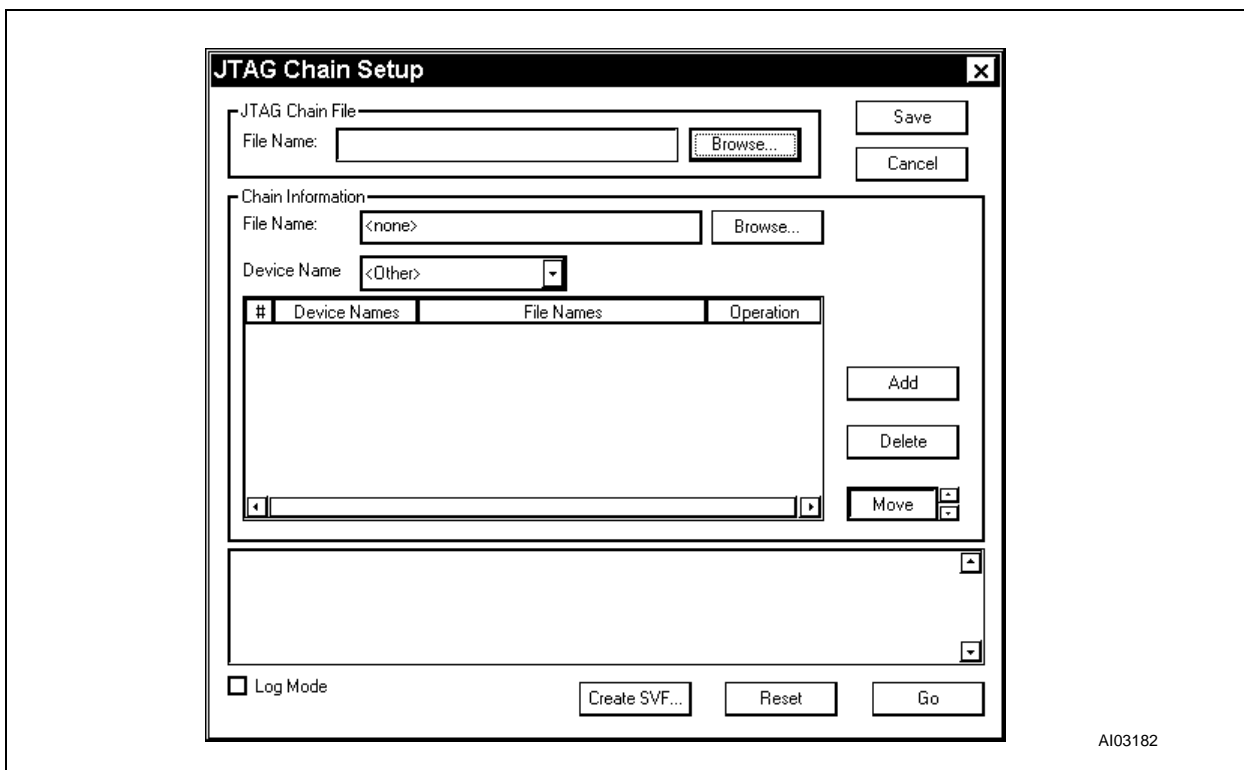 JTAG Chain Setup
JTAG Chain File
File Name:
Browse...
Save
Cancel
Chain Information
File Name:
<none>
Browse...
Device Name
<Other>
# Device Names File Names Operation
Add
Delete
Move
Log Mode
Create SVF...
Reset
Go
AI03182